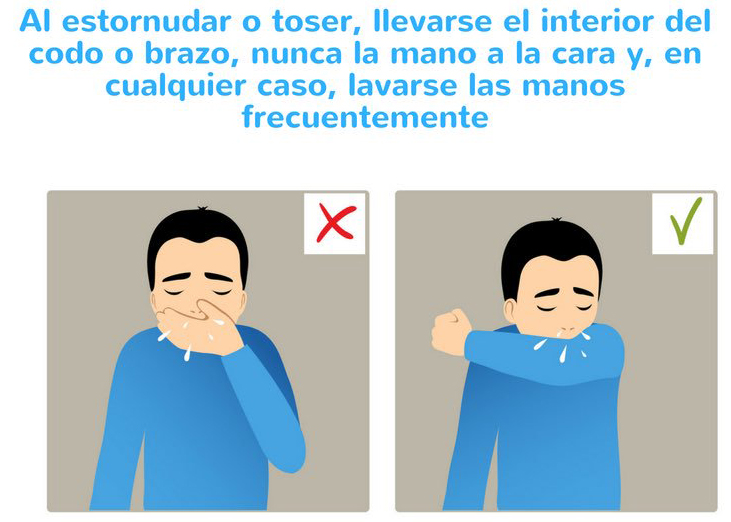 Al estornudar o toser, llevarse el interior del
codo o brazo, nunca la mano a la cara y, en
cualquier caso, lavarse las manos
frecuentemente